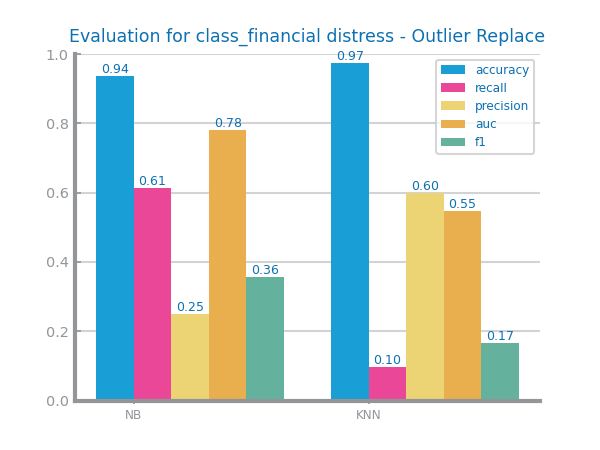 Evaluation for class_financial distress - Outlier Replace
1.0
0.8
0.6
0.4
0.2
0.0
0.94
0.61
0.25
0.78
0.36
0.97
0.10
0.60
0.55
0.17
accuracy
recall
precision
auc
f1
NB
KNN